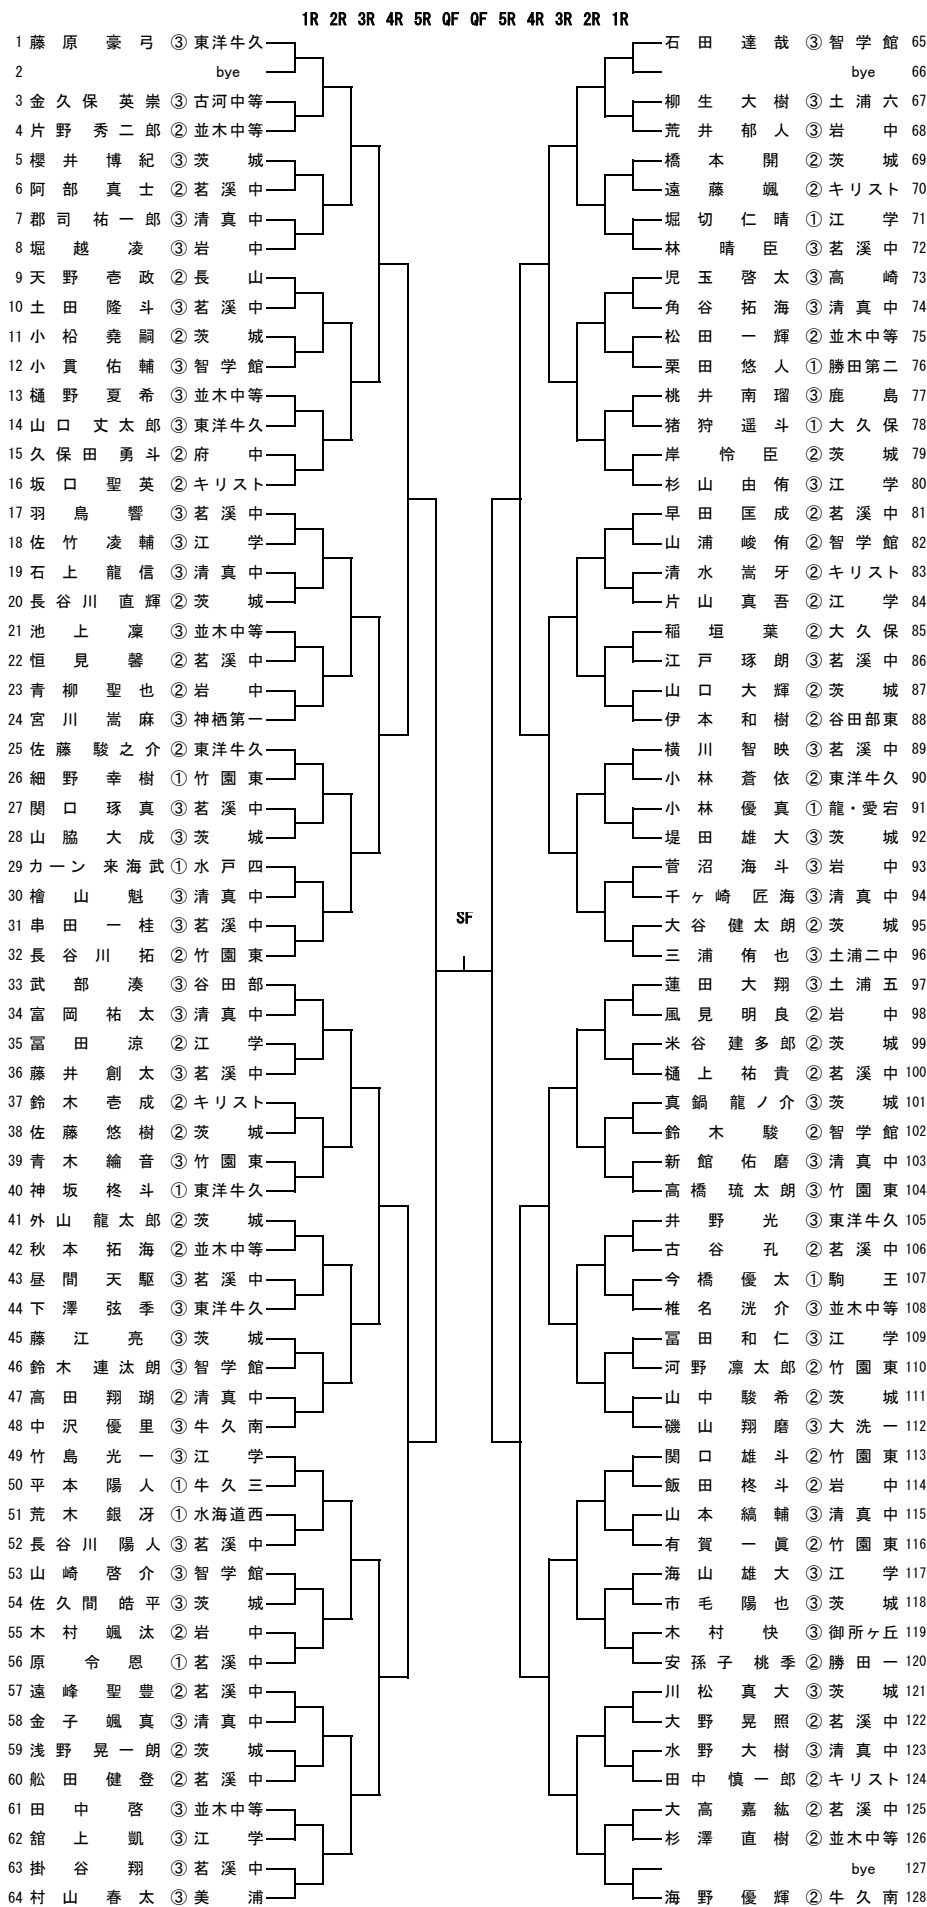 1R 2R 3R 4R 5R QF QF 5R 4R 3R 2R 1R
1 藤原 豪弓 ③ 東洋牛久
2 bye
3 金久保 英崇 ③ 古河中等
4 片野 秀二郎 ② 並木中等
5 櫻井 博紀 ③ 茨城
6 阿部 真士 ② 茗溪中
7 郡司 祐一郎 ③ 清真中
8 堀越 凌 ③ 岩中
9 天野 壱政 ② 長山
10 土田 隆斗 ③ 茗溪中
11 小松 堯嗣 ② 茨城
12 小貫 佑輔 ③ 智学館
13 樋野 夏希 ③ 並木中等
14 山口 丈太郎 ③ 東洋牛久
15 久保田 勇斗 ② 府中
16 坂口 聖英 ② キリスト
17 羽鳥 響 ③ 茗溪中
18 佐竹 凌輔 ③ 江学
19 石上 龍信 ③ 清真中
20 長谷川 直輝 ② 茨城
21 池上 凜 ③ 並木中等
22 恒見 馨 ② 茗溪中
23 青柳 聖也 ② 岩中
24 宮川 嵩麻 ③ 神栖第一
25 佐藤 駿之介 ② 東洋牛久
26 細野 幸樹 ① 竹園東
27 関口 琢真 ③ 茗溪中
28 山脇 大成 ③ 茨城
29 カーン 来海武 ① 水戸四
30 檜山 魁 ③ 清真中
31 串田 一桂 ③ 茗溪中
32 長谷川 拓 ② 竹園東
33 武部 湊 ③ 谷田部
34 富岡 祐太 ③ 清真中
35 冨田 涼 ② 江学
36 藤井 創太 ③ 茗溪中
37 鈴木 壱成 ② キリスト
38 佐藤 悠樹 ② 茨城
39 青木 綸音 ③ 竹園東
40 神坂 柊斗 ① 東洋牛久
41 外山 龍太郎 ② 茨城
42 秋本 拓海 ② 並木中等
43 昼間 天駆 ③ 茗溪中
44 下澤 弦季 ③ 東洋牛久
45 藤江 亮 ③ 茨城
46 鈴木 連汰朗 ③ 智学館
47 高田 翔瑚 ② 清真中
48 中沢 優里 ③ 牛久南
49 竹島 光一 ③ 江学
50 平本 陽人 ① 牛久三
51 荒木 銀冴 ① 水海道西
52 長谷川 陽人 ③ 茗溪中
53 山崎 啓介 ③ 智学館
54 佐久間 皓平 ③ 茨城
55 木村 颯汰 ② 岩中
56 原 令恩 ① 茗溪中
57 遠峰 聖豊 ② 茗溪中
58 金子 颯真 ③ 清真中
59 浅野 晃一朗 ② 茨城
60 舩田 健登 ② 茗溪中
61 田中 啓 ③ 並木中等
62 舘上 凱 ③ 江学
63 掛谷 翔 ③ 茗溪中
64 村山 春太 ③ 美浦
SF
石田 達哉 ③ 智学館 65
bye 66
柳生 大樹 ③ 土浦六 67
荒井 郁人 ③ 岩中 68
橋本 開 ② 茨城 69
遠藤 颯 ② キリスト 70
堀切 仁晴 ① 江学 71
林 晴臣 ③ 茗溪中 72
児玉 啓太 ③ 高崎 73
角谷 拓海 ③ 清真中 74
松田 一輝 ② 並木中等 75
栗田 悠人 ① 勝田第二 76
桃井 南瑠 ③ 鹿島 77
猪狩 遥斗 ① 大久保 78
岸 怜臣 ② 茨城 79
杉山 由侑 ③ 江学 80
早田 匡成 ② 茗溪中 81
山浦 峻侑 ② 智学館 82
清水 嵩牙 ② キリスト 83
片山 真吾 ② 江学 84
稲垣 葉 ② 大久保 85
江戸 琢朗 ③ 茗溪中 86
山口 大輝 ② 茨城 87
伊本 和樹 ② 谷田部東 88
横川 智映 ③ 茗溪中 89
小林 蒼依 ② 東洋牛久 90
小林 優真 ① 龍・愛宕 91
堤田 雄大 ③ 茨城 92
菅沼 海斗 ③ 岩中 93
千ヶ崎 匠海 ③ 清真中 94
大谷 健太朗 ② 茨城 95
三浦 侑也 ③ 土浦二中 96
蓮田 大翔 ③ 土浦五 97
風見 明良 ② 岩中 98
米谷 建多郎 ② 茨城 99
樋上 祐貴 ② 茗溪中 100
真鍋 龍ノ介 ③ 茨城 101
鈴木 駿 ② 智学館 102
新館 佑磨 ③ 清真中 103
高橋 琉太朗 ③ 竹園東 104
井野 光 ③ 東洋牛久 105
古谷 孔 ② 茗溪中 106
今橋 優太 ① 駒王 107
椎名 洸介 ③ 並木中等 108
冨田 和仁 ③ 江学 109
河野 凛太郎 ② 竹園東 110
山中 駿希 ② 茨城 111
磯山 翔磨 ③ 大洗一 112
関口 雄斗 ② 竹園東 113
飯田 柊斗 ② 岩中 114
山本 縞輔 ③ 清真中 115
有賀 一眞 ② 竹園東 116
海山 雄大 ③ 江学 117
市毛 陽也 ③ 茨城 118
木村 快 ③ 御所ヶ丘 119
安孫子 桃季 ② 勝田一 120
川松 真大 ③ 茨城 121
大野 晃照 ② 茗溪中 122
水野 大樹 ③ 清真中 123
田中 慎一郎 ② キリスト 124
大高 嘉紘 ② 茗溪中 125
杉澤 直樹 ② 並木中等 126
bye 127
海野 優輝 ② 牛久南 128